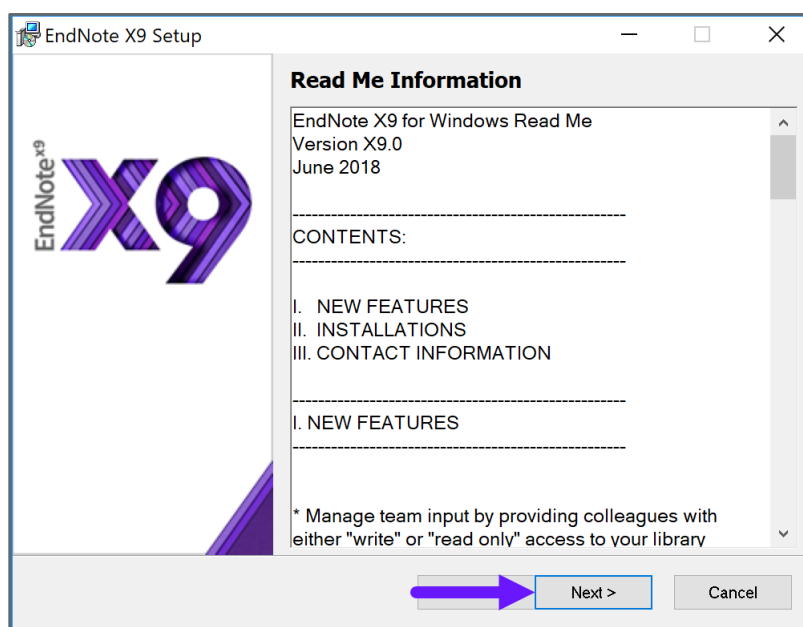 EndNote X9 Setup
Read Me Information
EndNote X9 for Windows Read Me
Version X9.0
June 2018
----------------------------------------------------
CONTENTS:
----------------------------------------------------
I. NEW FEATURES
II. INSTALLATIONS
III. CONTACT INFORMATION
----------------------------------------------------
I. NEW FEATURES
----------------------------------------------------
* Manage team input by providing colleagues with
either "write" or "read only" access to your library
EndNote x9
X9
Next >
Cancel